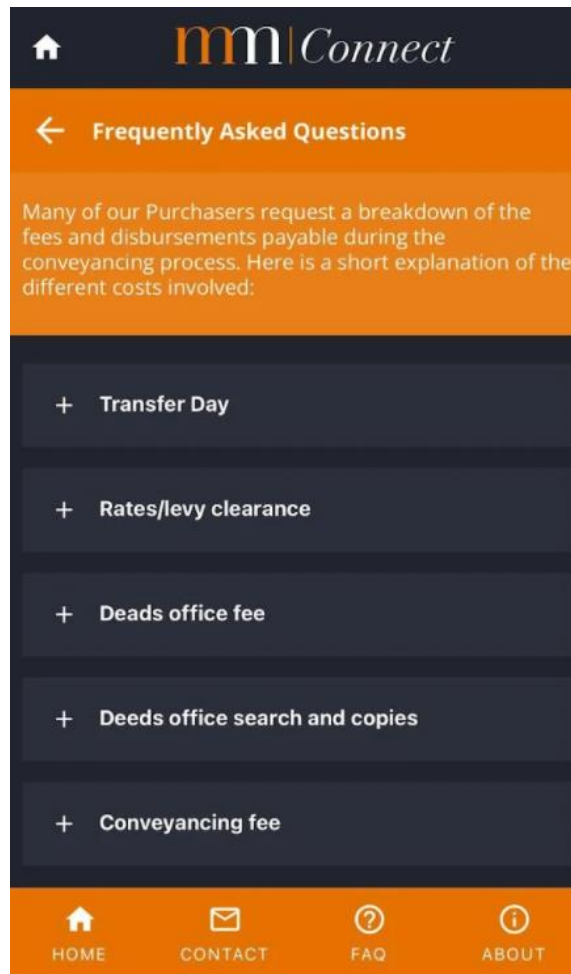 mm|Connect
Frequently Asked Questions
Many of our Purchasers request a breakdown of the
fees and disbursements payable during the
conveyancing process. Here is a short explanation of the
different costs involved:
+ Transfer Day
+ Rates/levy clearance
+ Deads office fee
+ Deeds office search and copies
+ Conveyancing fee
HOME CONTACT FAQ ABOUT